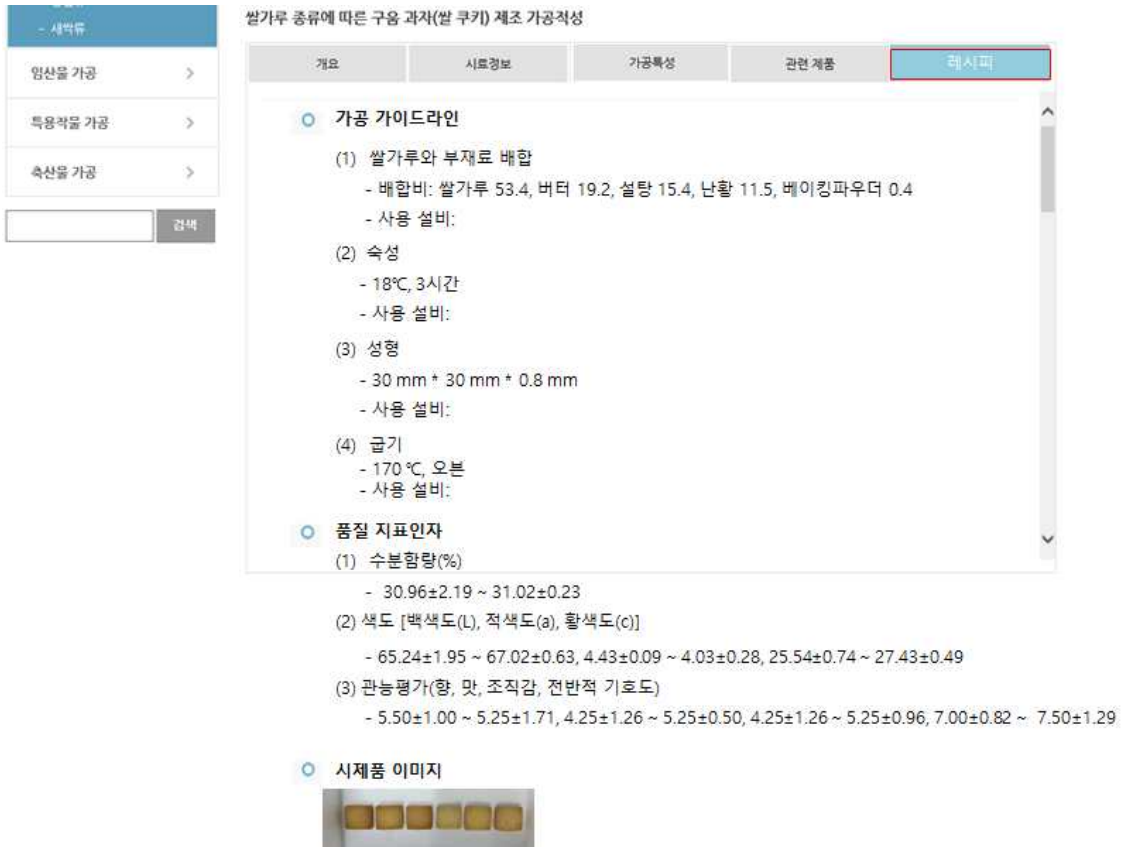 - 새싹류
임산물 가공
특용작물 가공
축산물 가공
검색
쌀가루 종류에 따른 구움 과자(쌀 쿠키) 제조 가공적성
개요 시료정보 가공특성 관련 제품 레시피
가공 가이드라인
(1) 쌀가루와 부재료 배합
- 배합비: 쌀가루 53.4, 버터 19.2, 설탕 15.4, 난황 11.5, 베이킹파우더 0.4
- 사용 설비:
(2) 숙성
- 18℃, 3시간
- 사용 설비:
(3) 성형
- 30 mm * 30 mm * 0.8 mm
- 사용 설비:
(4) 굽기
- 170 ℃, 오븐
- 사용 설비:
품질 지표인자
(1) 수분함량(%)
- 30.96±2.19 ~ 31.02±0.23
(2) 색도 [백색도(L), 적색도(a), 황색도(c)]
- 65.24±1.95 ~ 67.02±0.63, 4.43±0.09 ~ 4.03±0.28, 25.54±0.74 ~ 27.43±0.49
(3) 관능평가(향, 맛, 조직감, 전반적 기호도)
- 5.50±1.00 ~ 5.25±1.71, 4.25±1.26 ~ 5.25±0.50, 4.25±1.26 ~ 5.25±0.96, 7.00±0.82 ~ 7.50±1.29
시제품 이미지